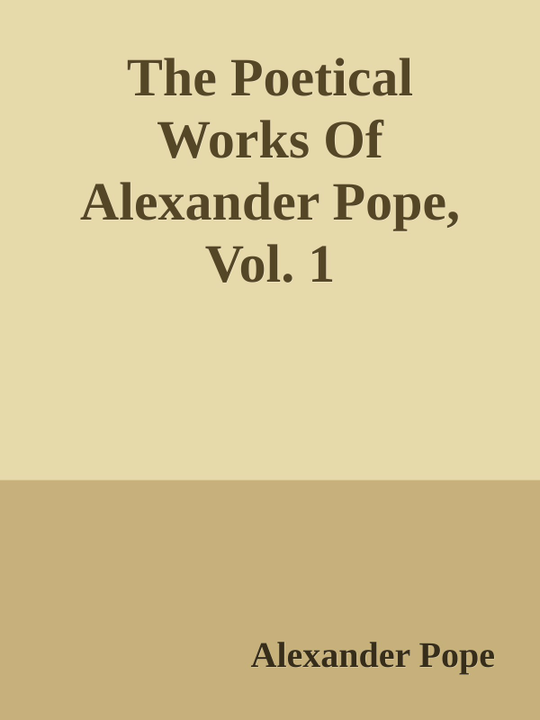 The Poetical
Works Of
Alexander Pope,
Vol. 1
Alexander Pope